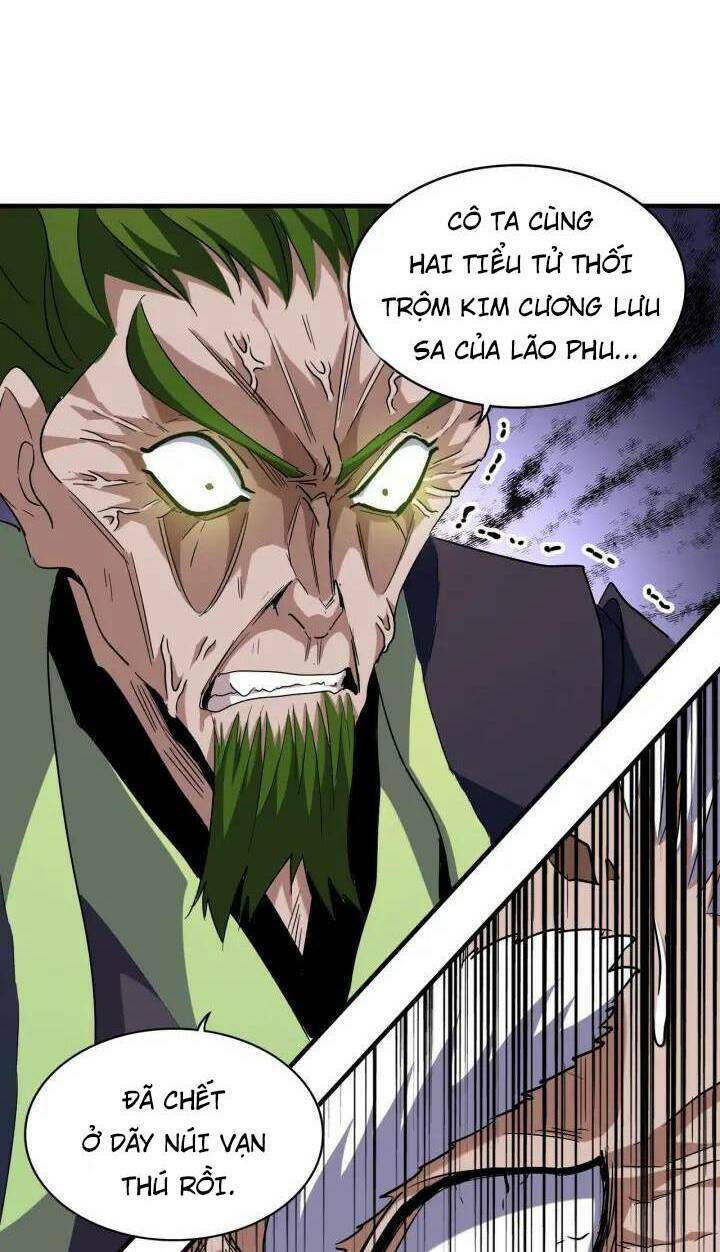 CÔ TA CÙNG
HAI TIỂU TỬ THỐI
TRỘM KIM CƯƠNG LƯU
SA CỦA LÃO PHU...
ĐÃ CHẾT
Ở DÃY NÚI VẠN
THÚ RỒI.